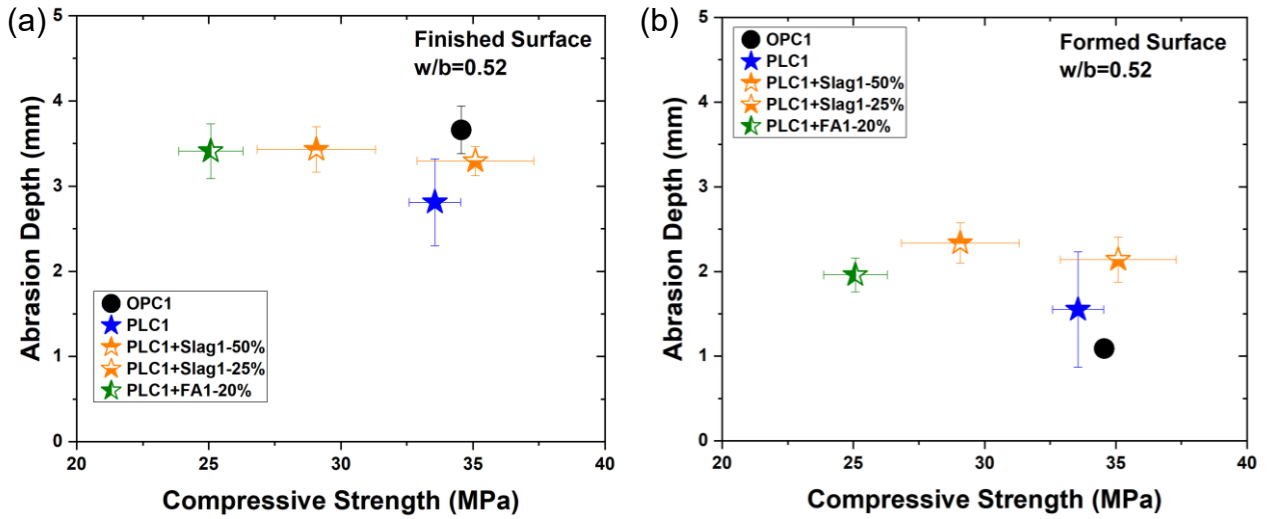 (a)
5
4
3
2
1
0
Abrasion Depth (mm)
Finished Surface
w/b=0.52
OPC1
PLC1
PLC1+Slag1-50%
PLC1+Slag1-25%
PLC1+FA1-20%
20
25
30
35
40
Compressive Strength (MPa)
(b)
5
4
3
2
1
0
Abrasion Depth (mm)
OPC1
PLC1
PLC1+Slag1-50%
PLC1+Slag1-25%
PLC1+FA1-20%
Formed Surface
w/b=0.52
20
25
30
35
40
Compressive Strength (MPa)